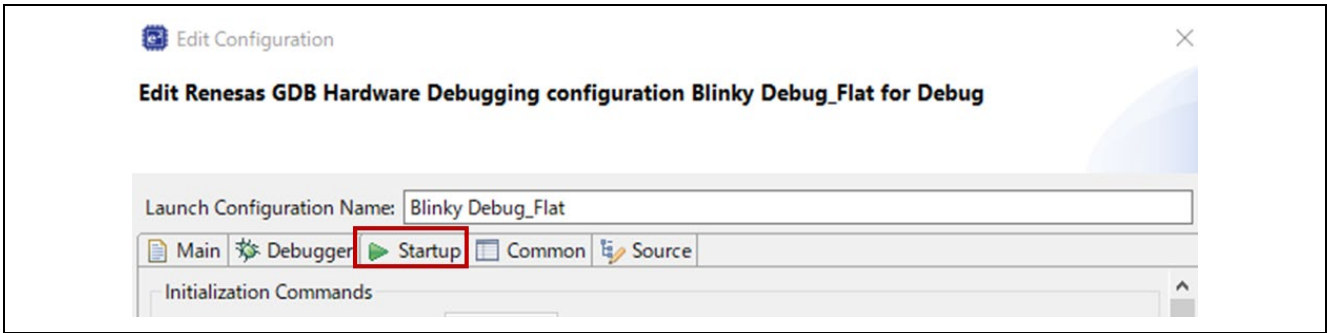 Edit Configuration
Edit Renesas GDB Hardware Debugging configuration Blinky Debug_Flat for Debug
Launch Configuration Name: Blinky Debug_Flat
Main Debugger Startup Common Source
Initialization Commands